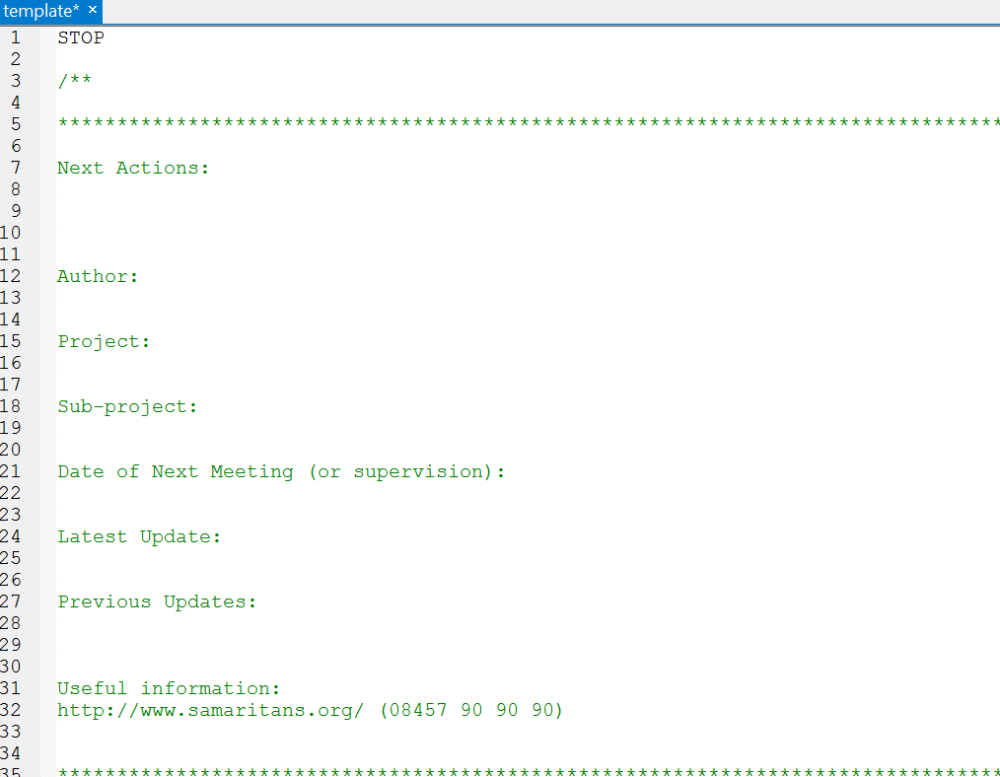 template* ×
1 STOP
2
3 /**
4
5 ********************************************************************************
6
7 Next Actions:
8
9
10
11
12 Author:
13
14
15 Project:
16
17
18 Sub-project:
19
20
21 Date of Next Meeting (or supervision):
22
23
24 Latest Update:
25
26
27 Previous Updates:
28
29
30
31 Useful information:
32 http://www.samaritans.org/ (08457 90 90 90)
33
34
35 ********************************************************************************